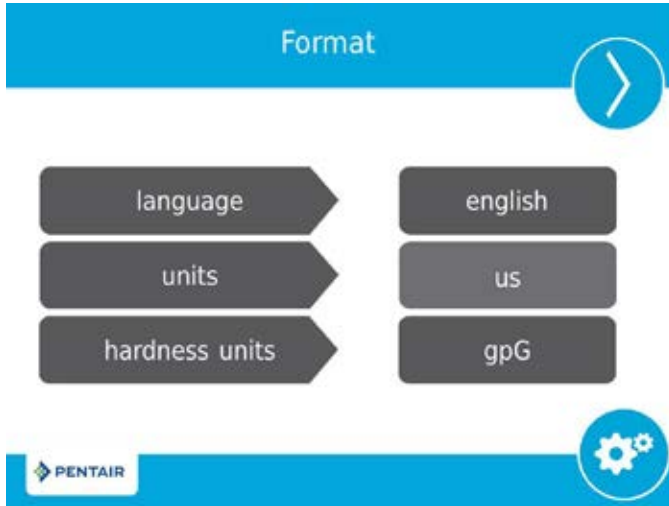 Format
language
english
units
us
hardness units
gpG
PENTAIR